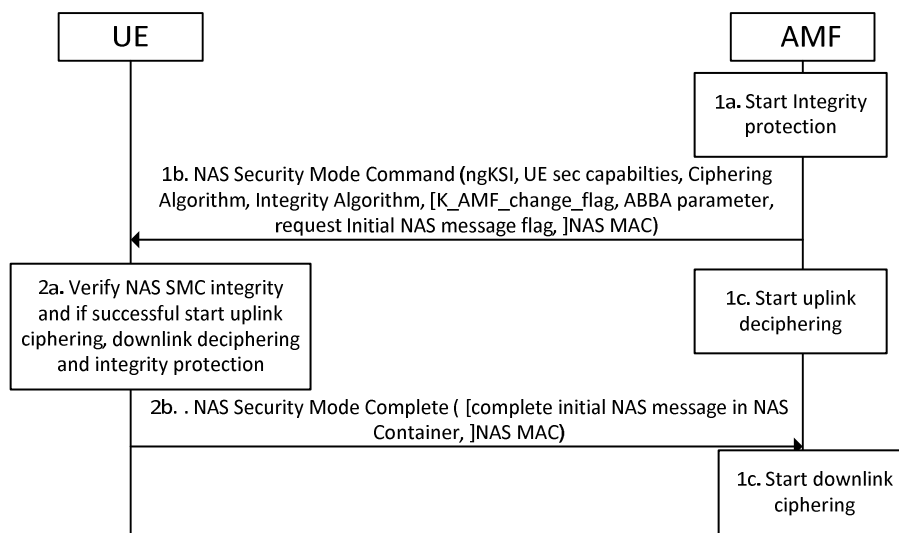 UE
AMF
1a. Start Integrity
protection
1b. NAS Security Mode Command (ngKSI, UE sec capabilties, Ciphering
Algorithm, Integrity Algorithm, [K_AMF_change_flag, ABBA parameter,
request Initial NAS message flag, ]NAS MAC)
2a. Verify NAS SMC integrity
and if successful start uplink
ciphering, downlink deciphering
and integrity protection
1c. Start uplink
deciphering
2b. . NAS Security Mode Complete ( [complete initial NAS message in NAS
Container, ]NAS MAC)
1c. Start downlink
ciphering